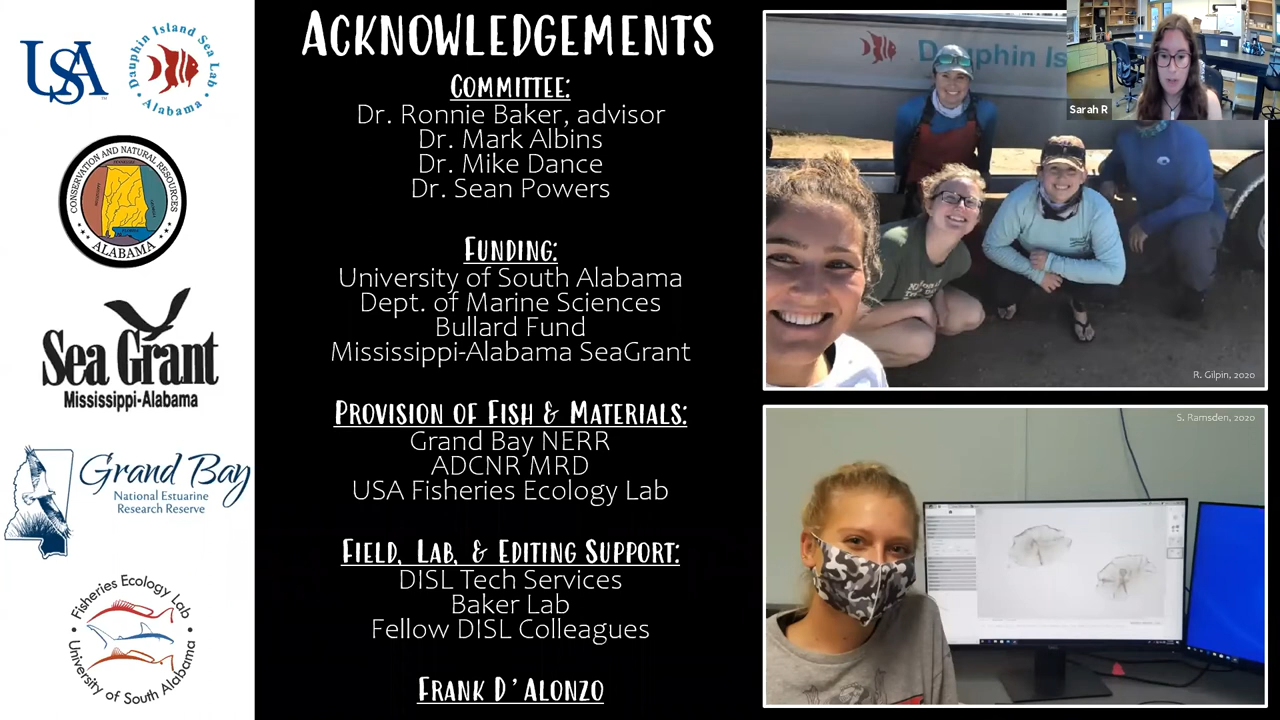 USA
Dauphin Island Sea Lab
Alabama
CONSERVATION AND NATURAL RESOURCES
ALABAMA
Sea Grant
Mississippi-Alabama
Grand Bay
National Estuarine
Research Reserve
Fisheries Ecology Lab
University of South Alabama
ACKNOWLEDGEMENTS
COMMITTEE:
Dr. Ronnie Baker, advisor
Dr. Mark Albins
Dr. Mike Dance
Dr. Sean Powers
FUNDING:
University of South Alabama
Dept. of Marine Sciences
Bullard Fund
Mississippi-Alabama SeaGrant
PROVISION OF FISH & MATERIALS:
Grand Bay NERR
ADCNR MRD
USA Fisheries Ecology Lab
FIELD, LAB, & EDITING SUPPORT:
DISL Tech Services
Baker Lab
Fellow DISL Colleagues
FRANK D'ALONZO
Dauphin Is
Sarah R
R. Gilpin, 2020
S. Ramsden, 2020